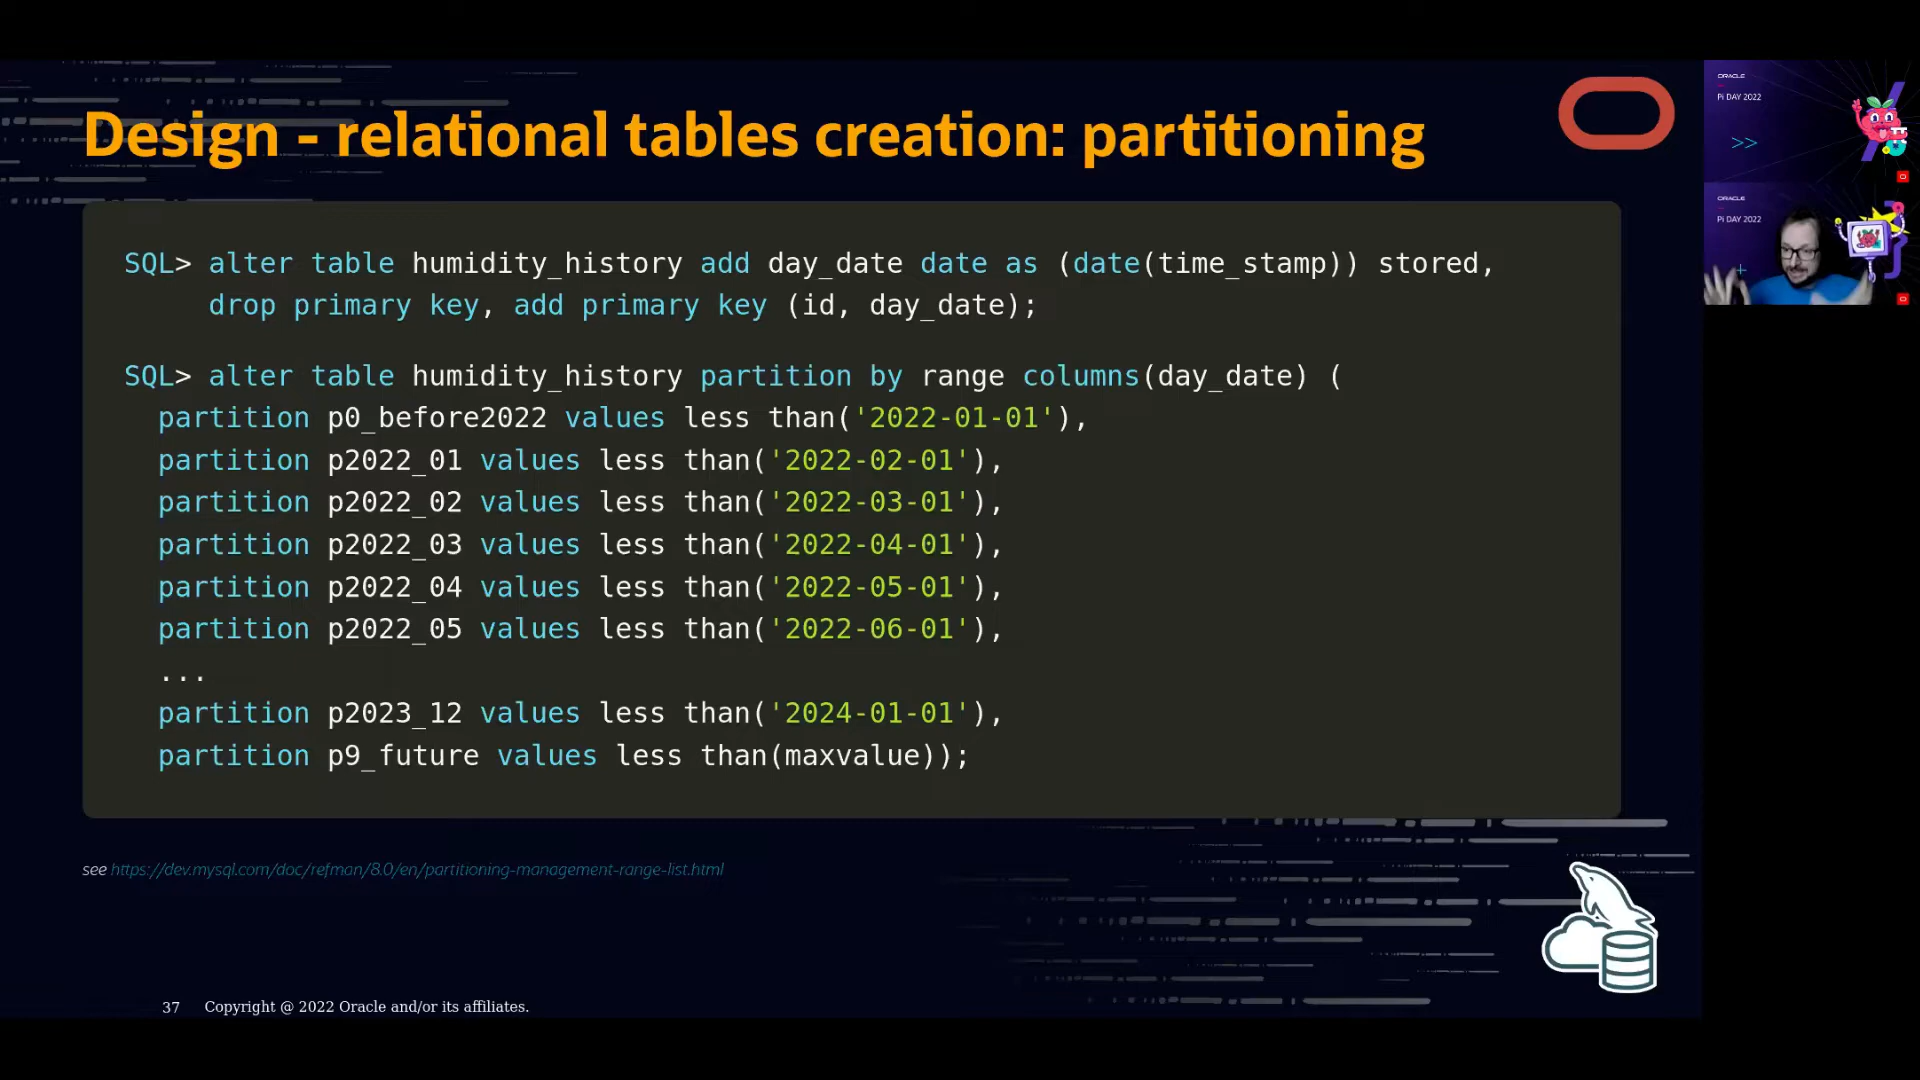 Design - relational tables creation: partitioning
SQL> alter table humidity_history add day_date date as (date(time_stamp)) stored,
drop primary key, add primary key (id, day_date);
SQL> alter table humidity_history partition by range columns(day_date) (
partition p0_before2022 values less than('2022-01-01'),
partition p2022_01 values less than('2022-02-01'),
partition p2022_02 values less than('2022-03-01'),
partition p2022_03 values less than('2022-04-01'),
partition p2022_04 values less than('2022-05-01'),
partition p2022_05 values less than('2022-06-01'),
...
partition p2023_12 values less than('2024-01-01'),
partition p9_future values less than(maxvalue));
see https://dev.mysql.com/doc/refman/8.0/en/partitioning-management-range-list.html
37 Copyright @ 2022 Oracle and/or its affiliates.
ORACLE
Pi DAY 2022
>>
ORACLE
Pi DAY 2022